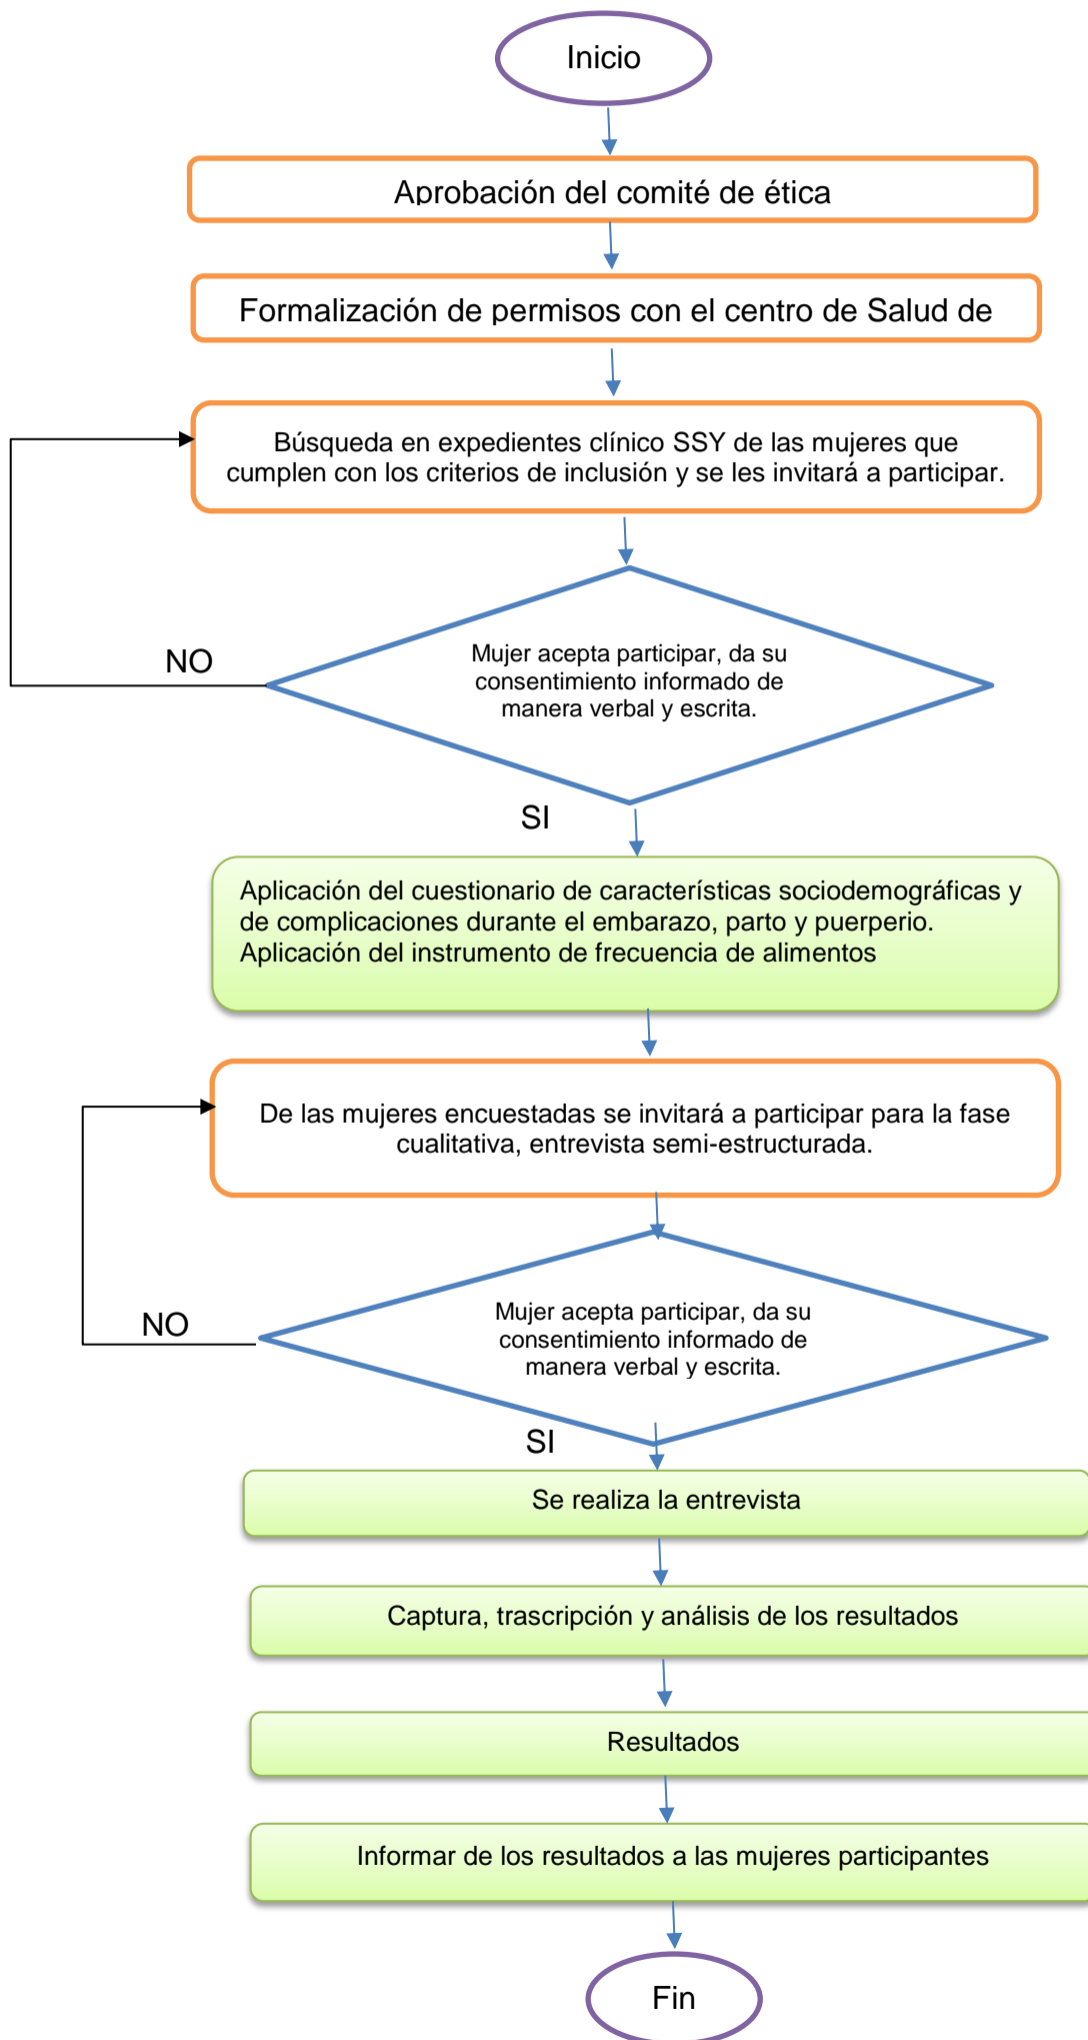 Inicio
Aprobación del comité de ética
Formalización de permisos con el centro de Salud de
Búsqueda en expedientes clínico SSY de las mujeres que
cumplen con los criterios de inclusión y se les invitará a participar.
NO
Mujer acepta participar, da su
consentimiento informado de
manera verbal y escrita.
SI
Aplicación del cuestionario de características sociodemográficas y
de complicaciones durante el embarazo, parto y puerperio.
Aplicación del instrumento de frecuencia de alimentos
De las mujeres encuestadas se invitará a participar para la fase
cualitativa, entrevista semi-estructurada.
NO
Mujer acepta participar, da su
consentimiento informado de
manera verbal y escrita.
SI
Se realiza la entrevista
Captura, trascripción y análisis de los resultados
Resultados
Informar de los resultados a las mujeres participantes
Fin